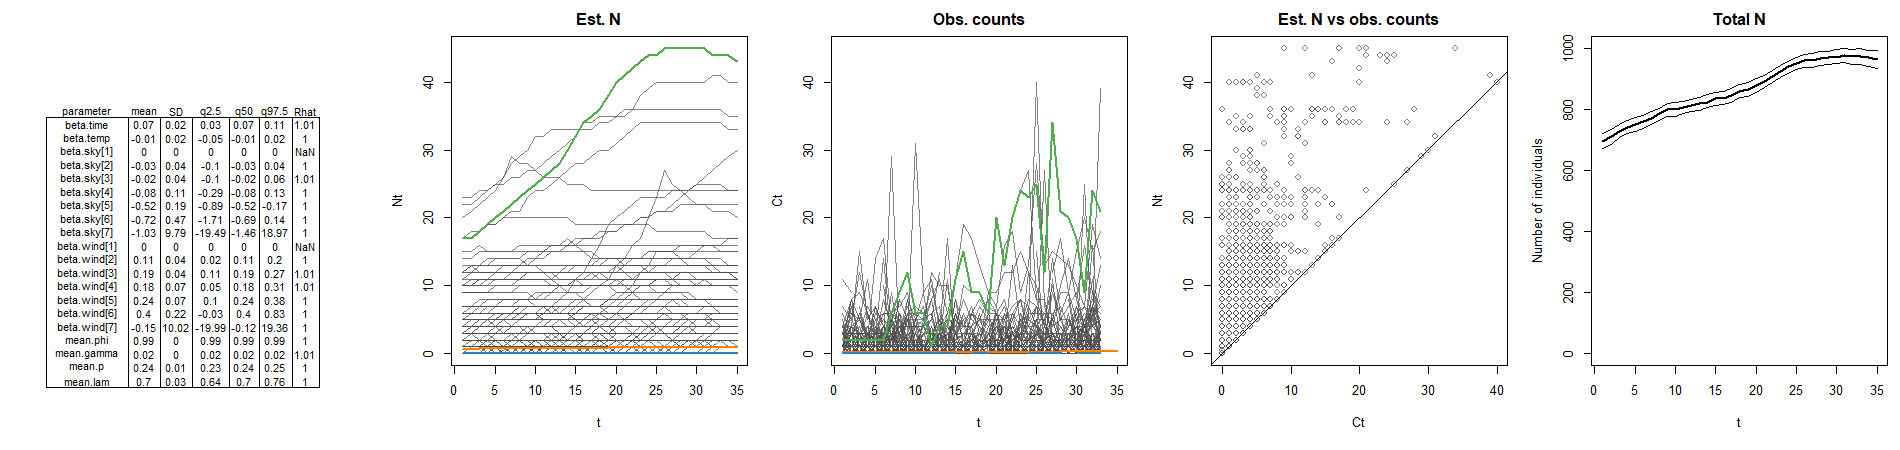 parameter mean SD q2.5 q50 q97.5 Rhat
beta.time 0.07 0.02 0.03 0.07 0.11 1.01
beta.temp -0.01 0.02 -0.05 -0.01 0.02 1
beta.sky[1] 0 0 0 0 0 NaN
beta.sky[2] -0.03 0.04 -0.1 -0.03 0.04 1
beta.sky[3] -0.02 0.04 -0.1 -0.02 0.06 1.01
beta.sky[4] -0.08 0.11 -0.29 -0.08 0.13 1
beta.sky[5] -0.52 0.19 -0.89 -0.52 -0.17 1
beta.sky[6] -0.72 0.47 -1.71 -0.69 0.14 1
beta.sky[7] -1.03 9.79 -19.49 -1.46 18.97 1
beta.wind[1] 0 0 0 0 0 NaN
beta.wind[2] 0.11 0.04 0.02 0.11 0.2 1
beta.wind[3] 0.19 0.04 0.11 0.19 0.27 1.01
beta.wind[4] 0.18 0.07 0.05 0.18 0.31 1.01
beta.wind[5] 0.24 0.07 0.1 0.24 0.38 1
beta.wind[6] 0.4 0.22 -0.03 0.4 0.83 1
beta.wind[7] -0.15 10.02 -19.99 -0.12 19.36 1
mean.phi 0.99 0 0.99 0.99 0.99 1
mean.gamma 0.02 0 0.02 0.02 0.02 1.01
mean.p 0.24 0.01 0.23 0.24 0.25 1
mean.lam 0.7 0.03 0.64 0.7 0.76 1
Est. N
Nt
0 10 20 30 40
0 5 10 15 20 25 30 35
t
Obs. counts
Ct
0 10 20 30 40
0 5 10 15 20 25 30 35
t
Est. N vs obs. counts
Nt
0 10 20 30 40
0 10 20 30 40
Ct
Total N
Number of individuals
0 200 400 600 800 1000
0 5 10 15 20 25 30 35
t